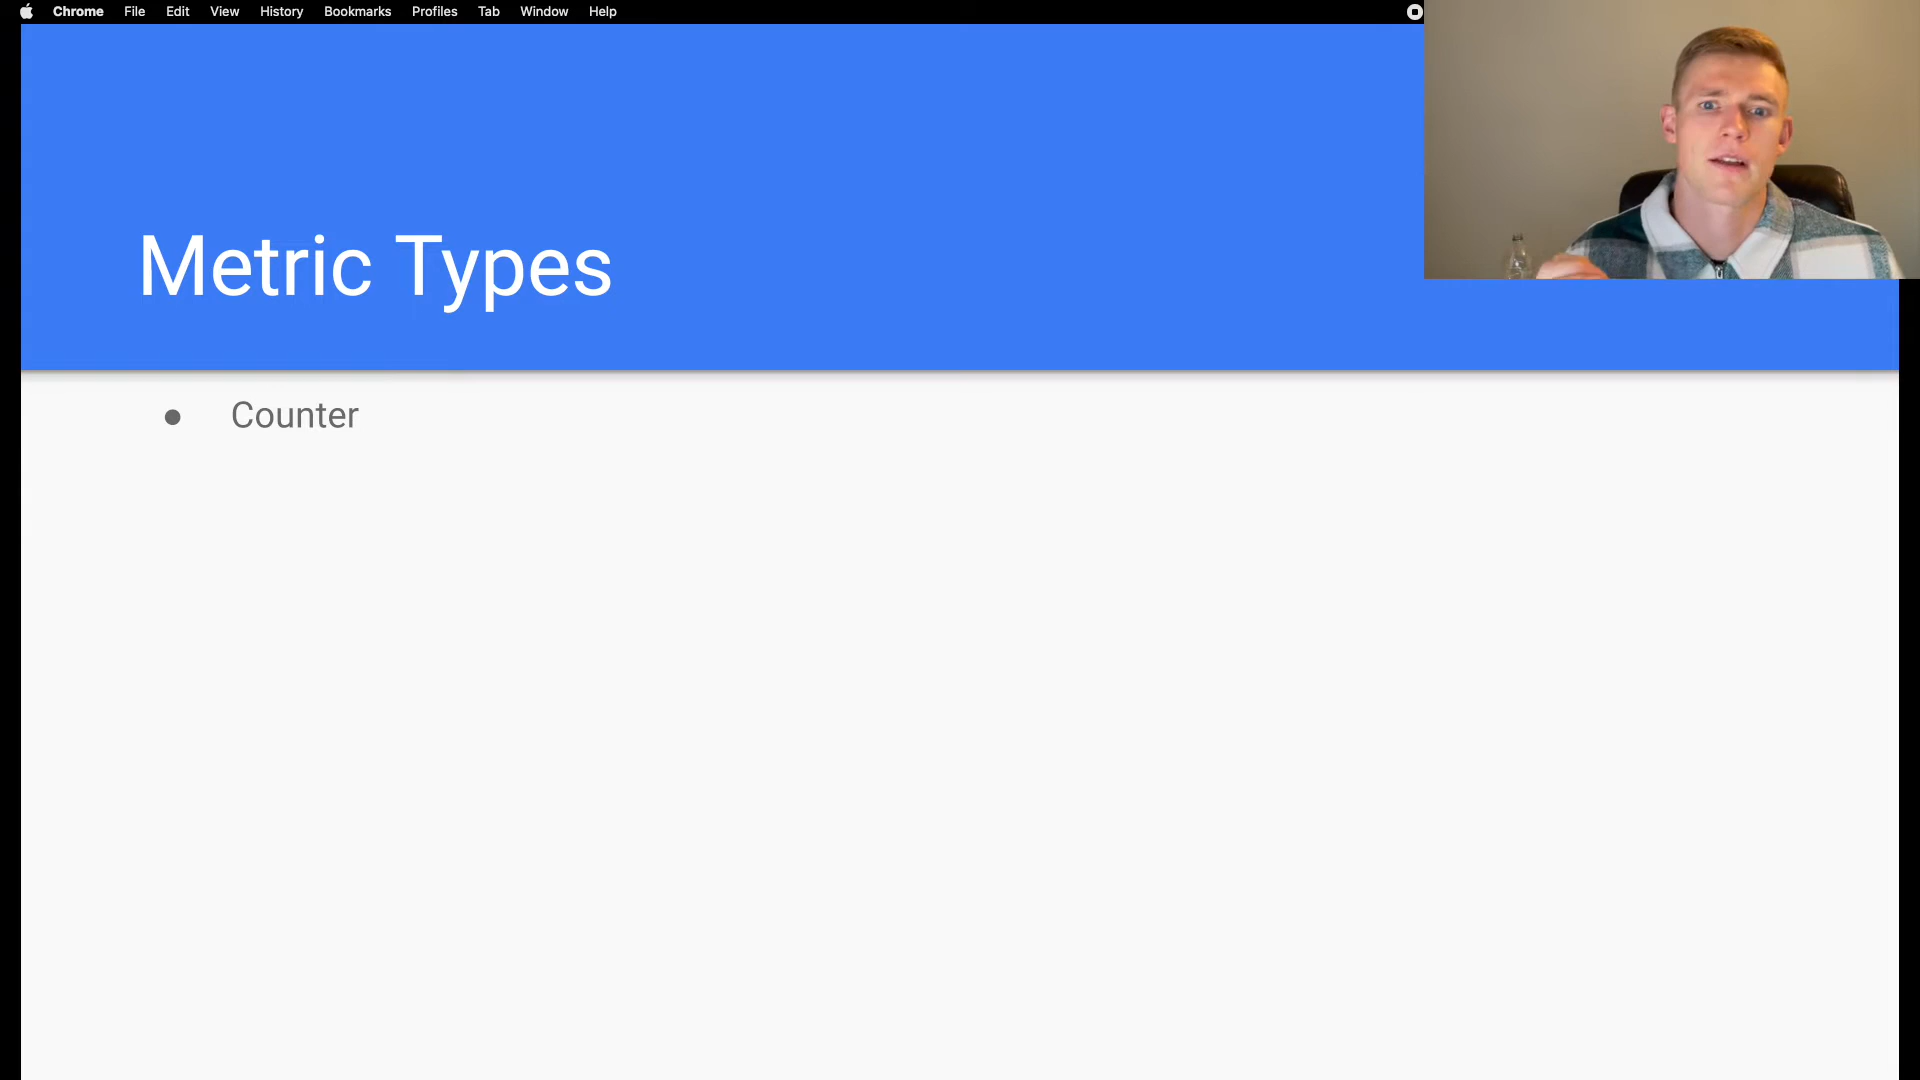 Chrome File Edit View History Bookmarks Profiles Tab Window Help
Metric Types
● Counter